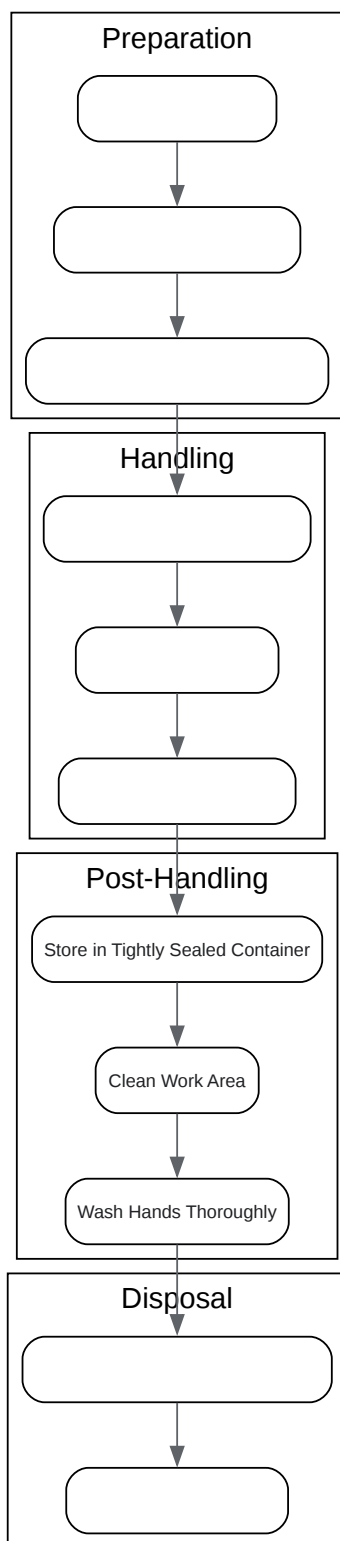 Preparation
Handling
Post-Handling
Store in Tightly Sealed Container
Clean Work Area
Wash Hands Thoroughly
Disposal